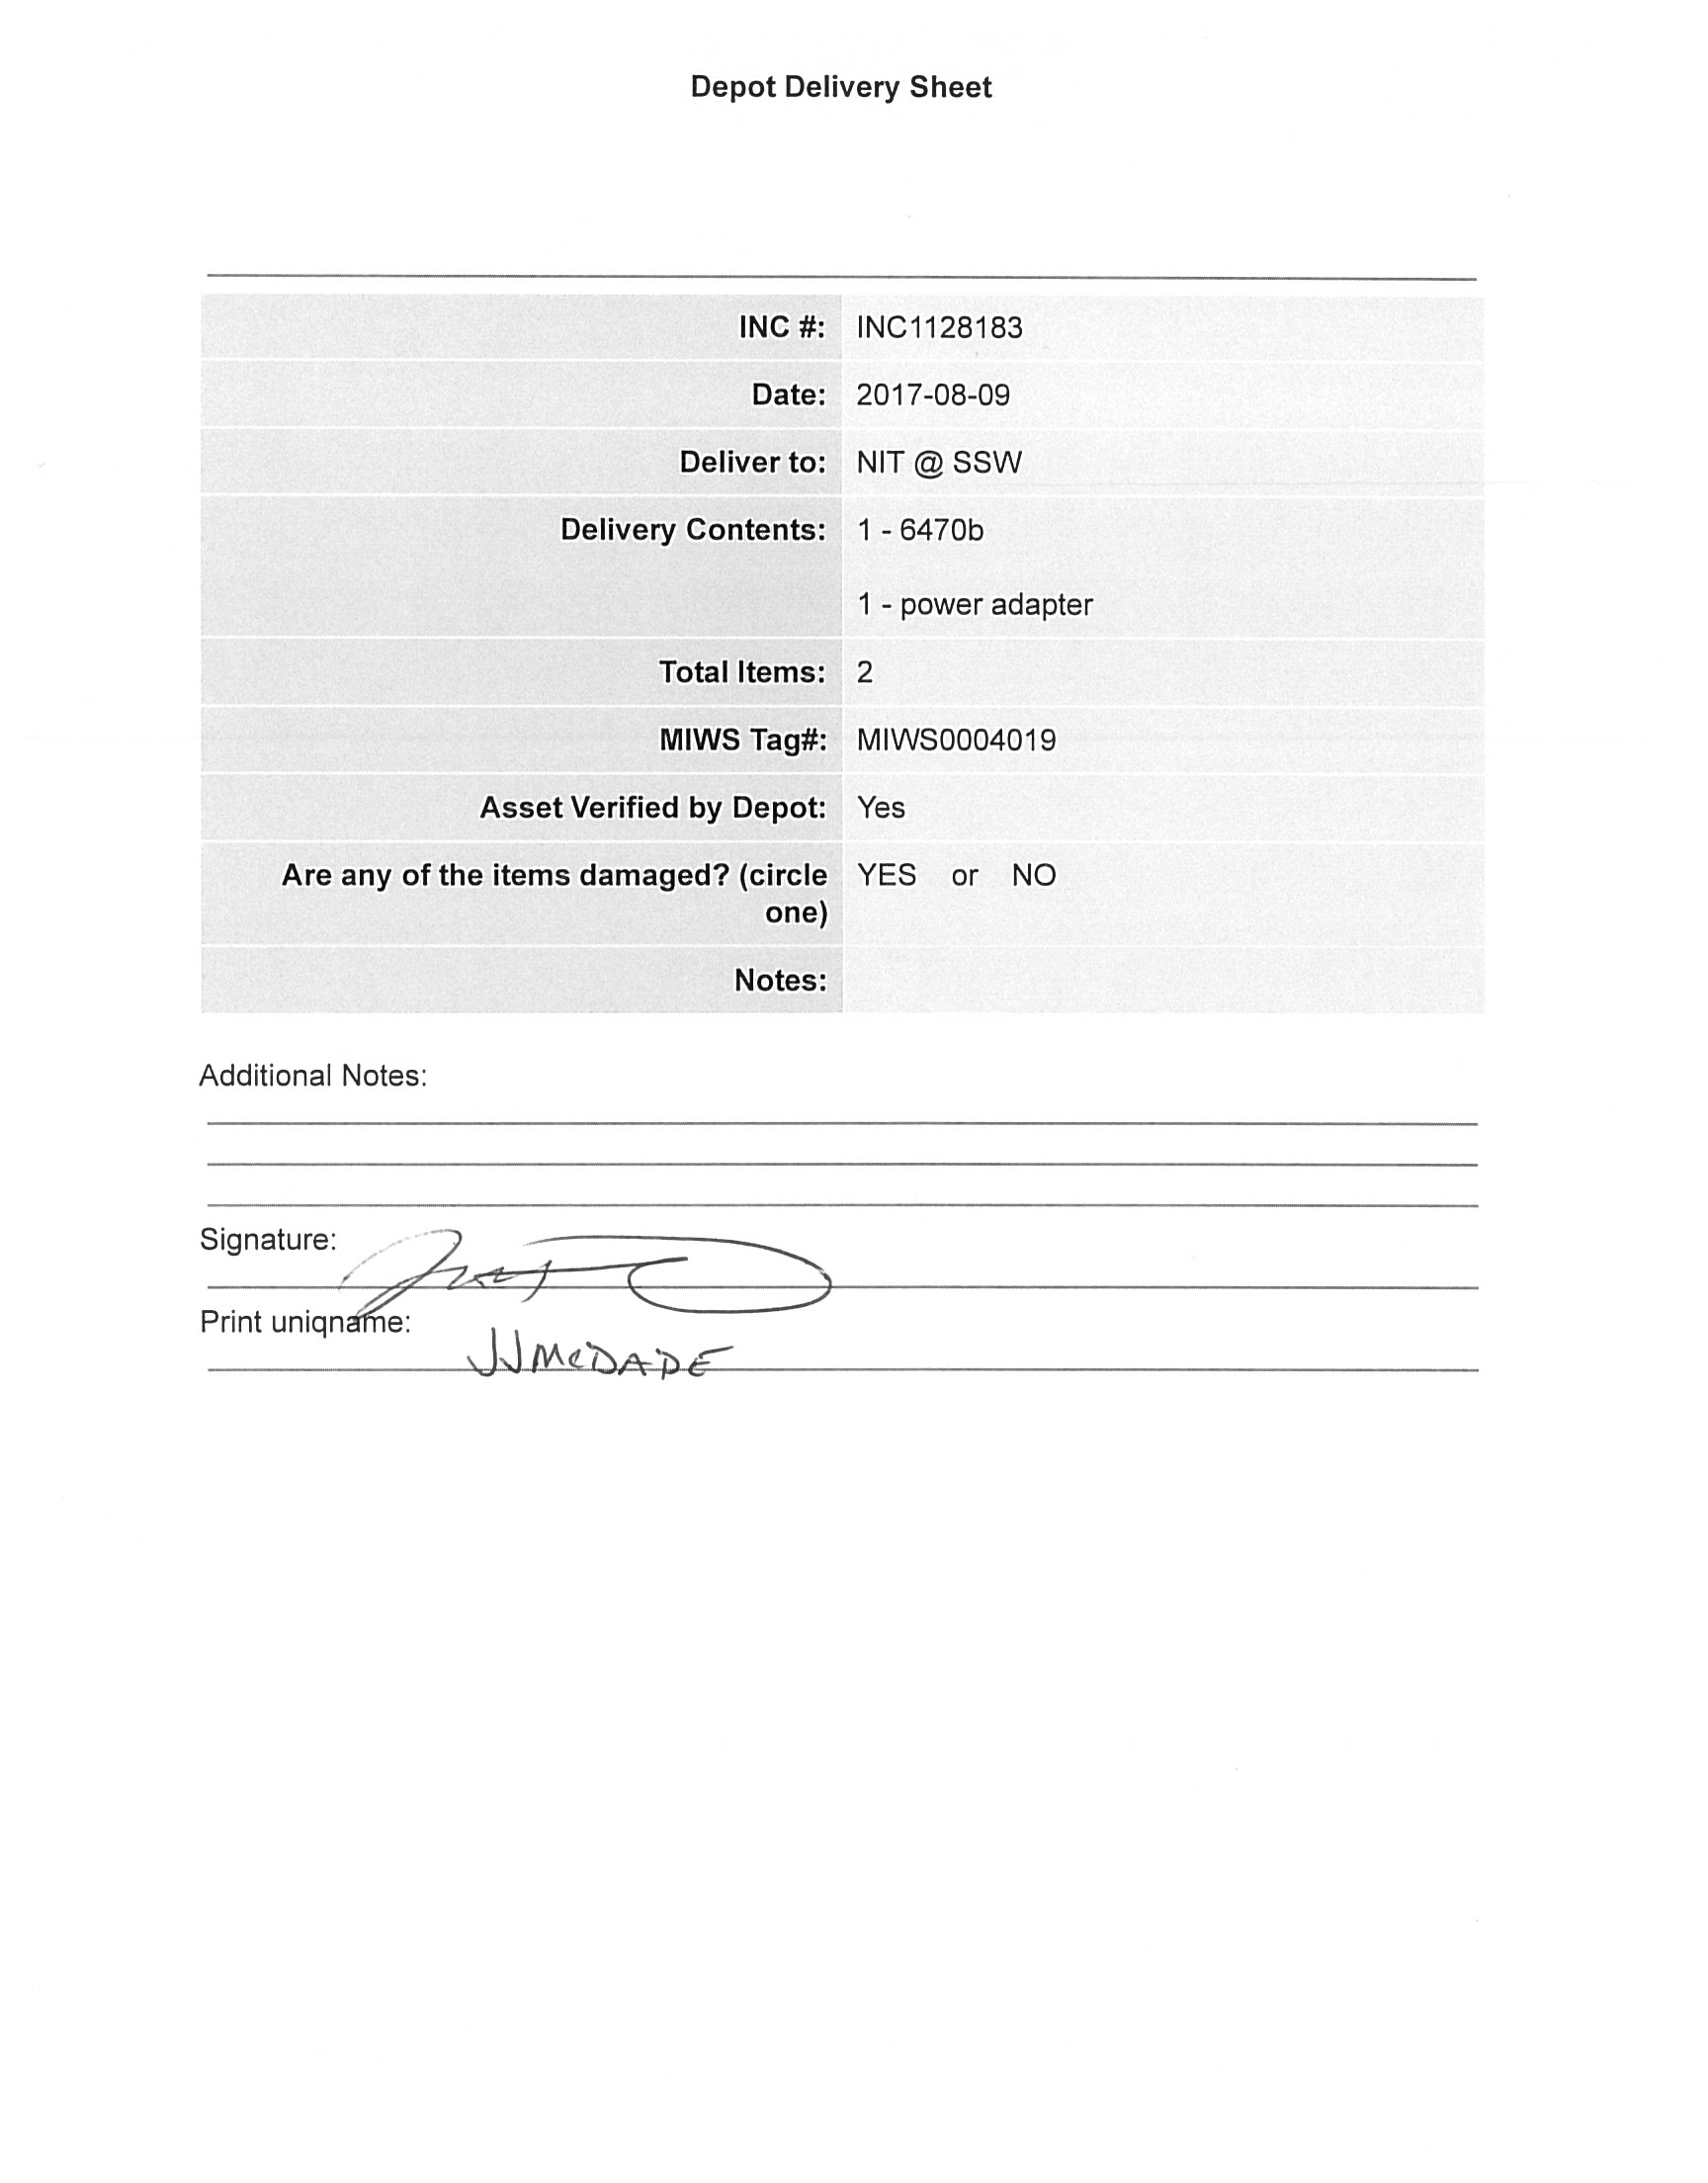 Depot Delivery Sheet
INC #: INC1128183
Date: 2017-08-09
Deliver to: NIT @ SSW
Delivery Contents: 1 - 6470b
1 - power adapter
Total Items: 2
MIWS Tag#: MIWS0004019
Asset Verified by Depot: Yes
Are any of the items damaged? (circle YES or NO
one)
Notes:
Additional Notes:
Signature:
Print uniqname:
JJMCDADE